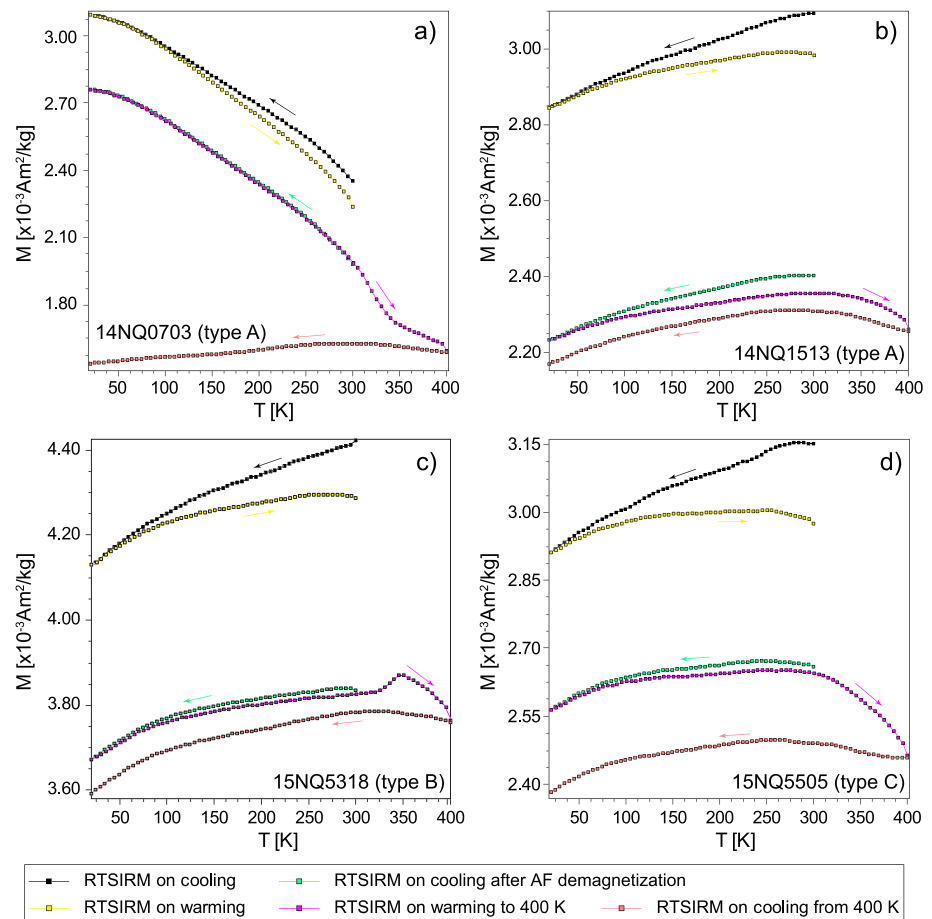 a)
3.00
2.70
2.40
2.10
1.80
M [x10⁻³Am²/kg]
14NQ0703 (type A)
50 100 150 200 250 300 350 400
T [K]
b)
3.00
2.80
2.60
2.40
2.20
M [x10⁻³Am²/kg]
14NQ1513 (type A)
50 100 150 200 250 300 350 400
T [K]
c)
4.40
4.20
4.00
3.80
3.60
M [x10⁻³Am²/kg]
15NQ5318 (type B)
50 100 150 200 250 300 350 400
T [K]
d)
3.15
3.00
2.85
2.70
2.55
2.40
M [x10⁻³Am²/kg]
15NQ5505 (type C)
50 100 150 200 250 300 350 400
T [K]
RTSIRM on cooling
RTSIRM on cooling after AF demagnetization
RTSIRM on warming
RTSIRM on warming to 400 K
RTSIRM on cooling from 400 K